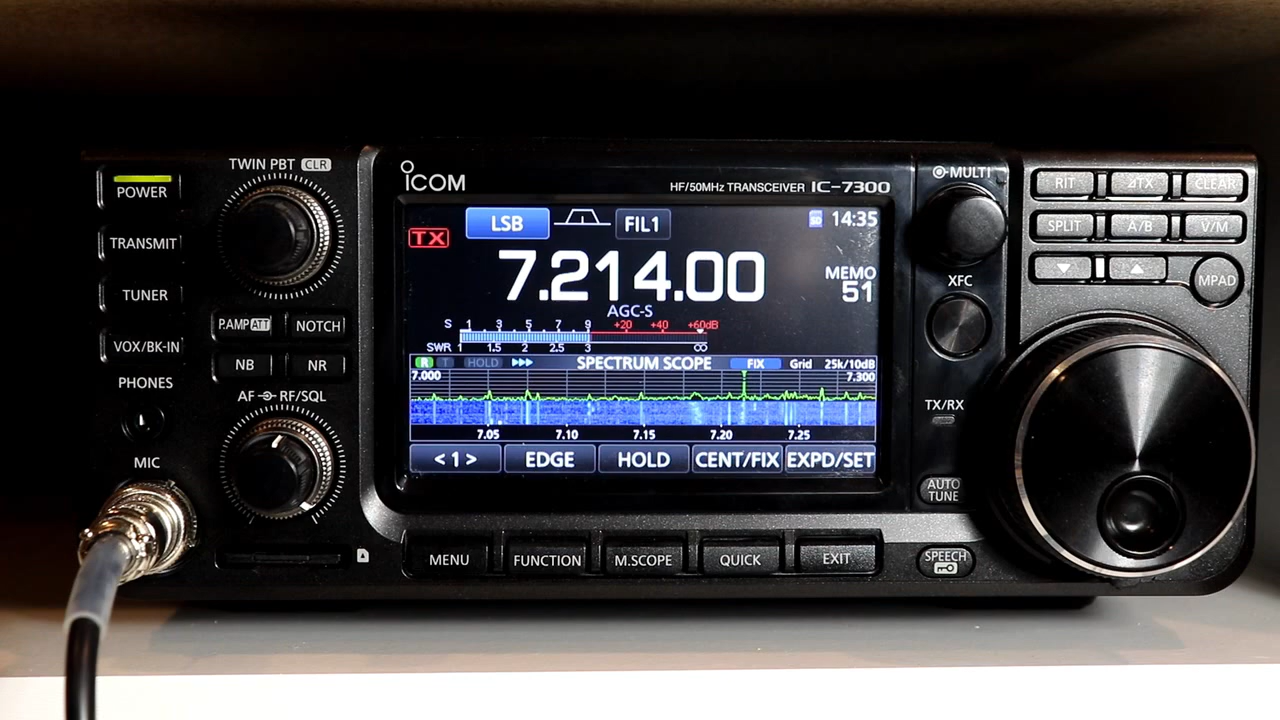 POWER
TRANSMIT
TUNER
VOX/BK-IN
PHONES
MIC
TWIN PBT CLR
P.AMP ATT
NOTCH
NB
NR
AF RF/SQL
ICOM
HF/50MHz TRANSCEIVER IC-7300
LSB FIL1 14:35
TX
7.214.00
MEMO
51
AGC-S
S 1 3 5 7 9 +20 +40 +60dB
SWR 1 1.5 2 2.5 3 ∞
R T HOLD SPECTRUM SCOPE FIX Grid 25k/10dB
7.000 7.300
7.05 7.10 7.15 7.20 7.25
< 1 > EDGE HOLD CENT/FIX EXPD/SET
MENU FUNCTION M.SCOPE QUICK EXIT
MULTI
XFC
TX/RX
AUTO
TUNE
SPEECH
RIT ⊿TX CLEAR
SPLIT A/B V/M
▼ ▲ MPAD